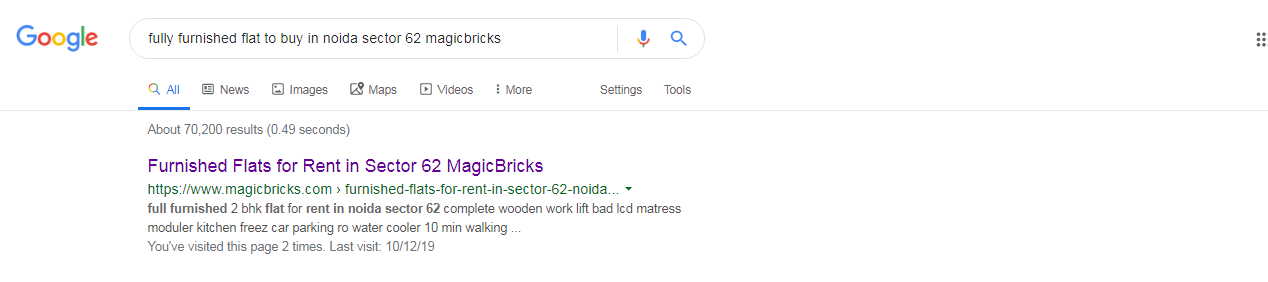 Google
fully furnished flat to buy in noida sector 62 magicbricks
All News Images Maps Videos More Settings Tools
About 70,200 results (0.49 seconds)
Furnished Flats for Rent in Sector 62 MagicBricks
https://www.magicbricks.com › furnished-flats-for-rent-in-sector-62-noida...
full furnished 2 bhk flat for rent in noida sector 62 complete wooden work lift bad lcd matress
moduler kitchen freez car parking ro water cooler 10 min walking ...
You've visited this page 2 times. Last visit: 10/12/19